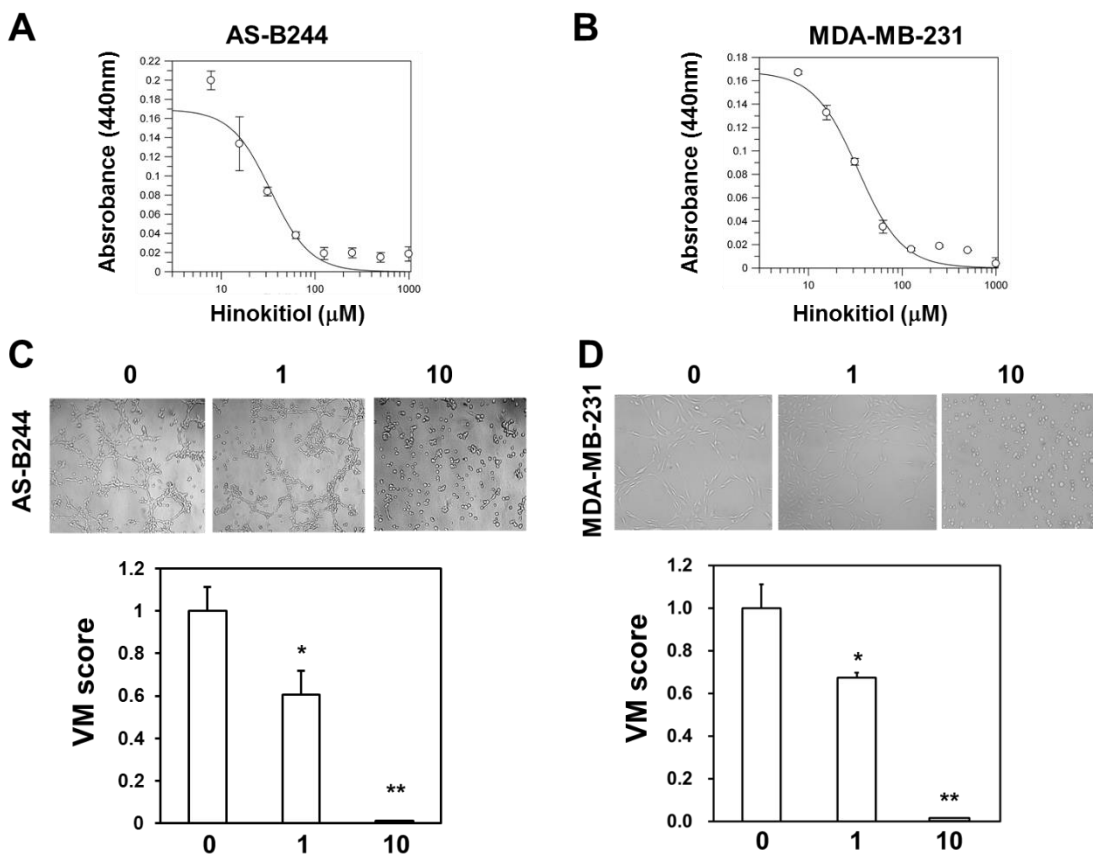 A
AS-B244
Absrobance (440nm)
0.22
0.2
0.18
0.16
0.14
0.12
0.1
0.08
0.06
0.04
0.02
0
10
100
1000
Hinokitiol (μM)
B
MDA-MB-231
Absrobance (440nm)
0.18
0.16
0.14
0.12
0.1
0.08
0.06
0.04
0.02
0
10
100
1000
Hinokitiol (μM)
C
0 1 10
AS-B244
VM score
1.2
1
0.8
0.6
0.4
0.2
0
*
**
0 1 10
D
0 1 10
MDA-MB-231
VM score
1.2
1.0
0.8
0.6
0.4
0.2
0.0
*
**
0 1 10